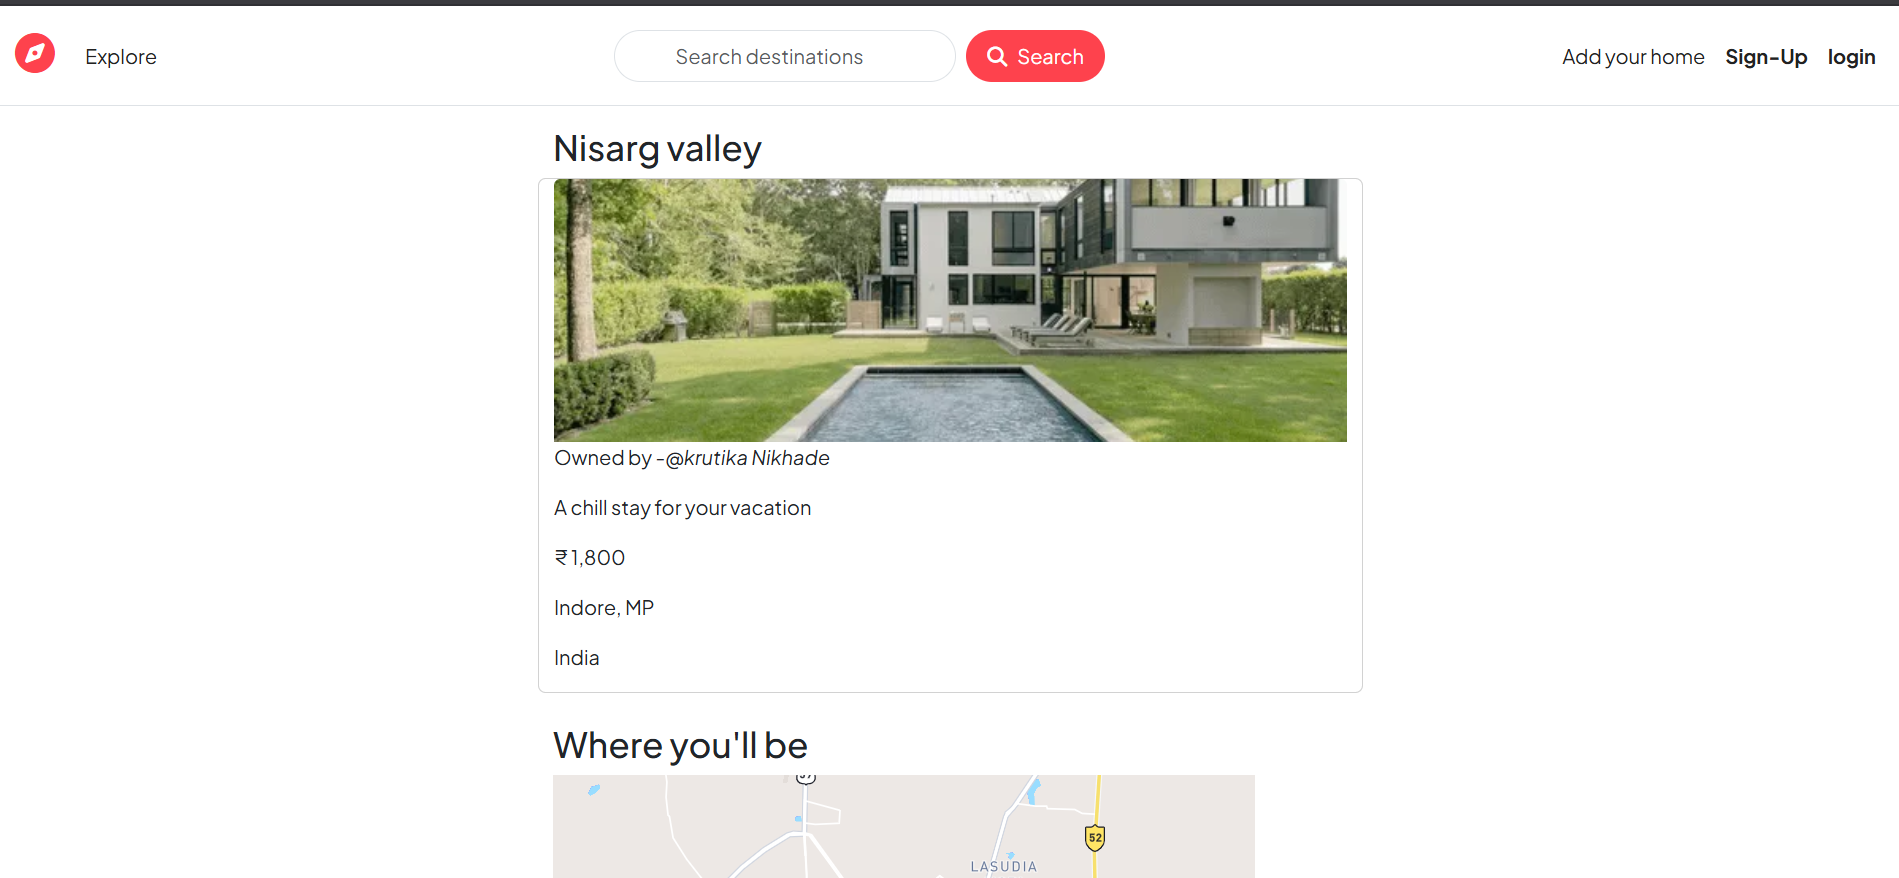 Explore
Search destinations
Search
Add your home
Sign-Up
login
Nisarg valley
Owned by -@krutika Nikhade
A chill stay for your vacation
₹ 1,800
Indore, MP
India
Where you'll be
52
LASUDIA